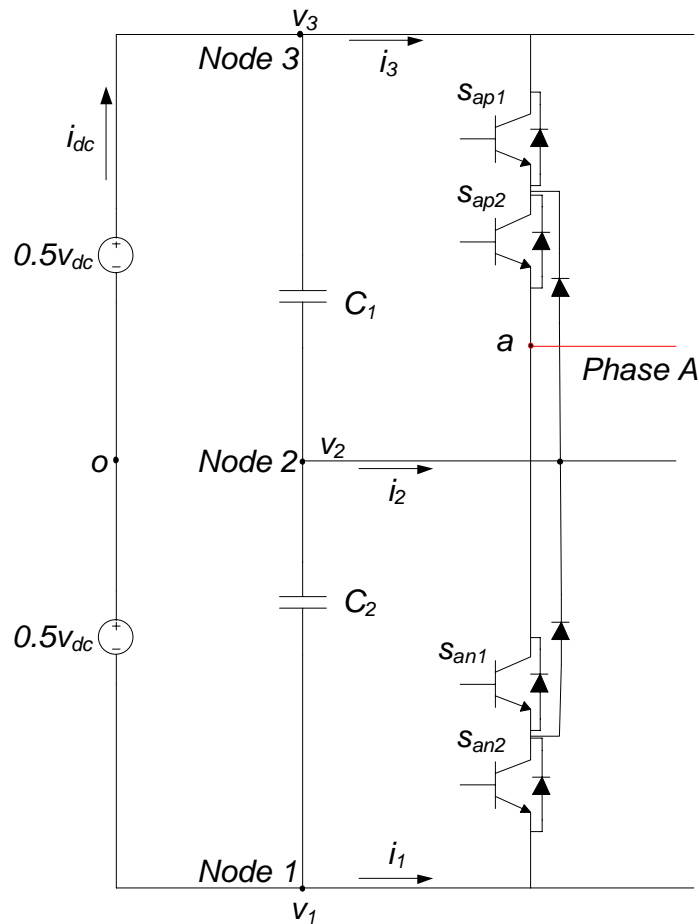 v3
Node 3
i3
sap1
idc
sap2
0.5vdc
C1
a
Phase A
v2
o
Node 2
i2
C2
0.5vdc
san1
san2
Node 1
i1
v1